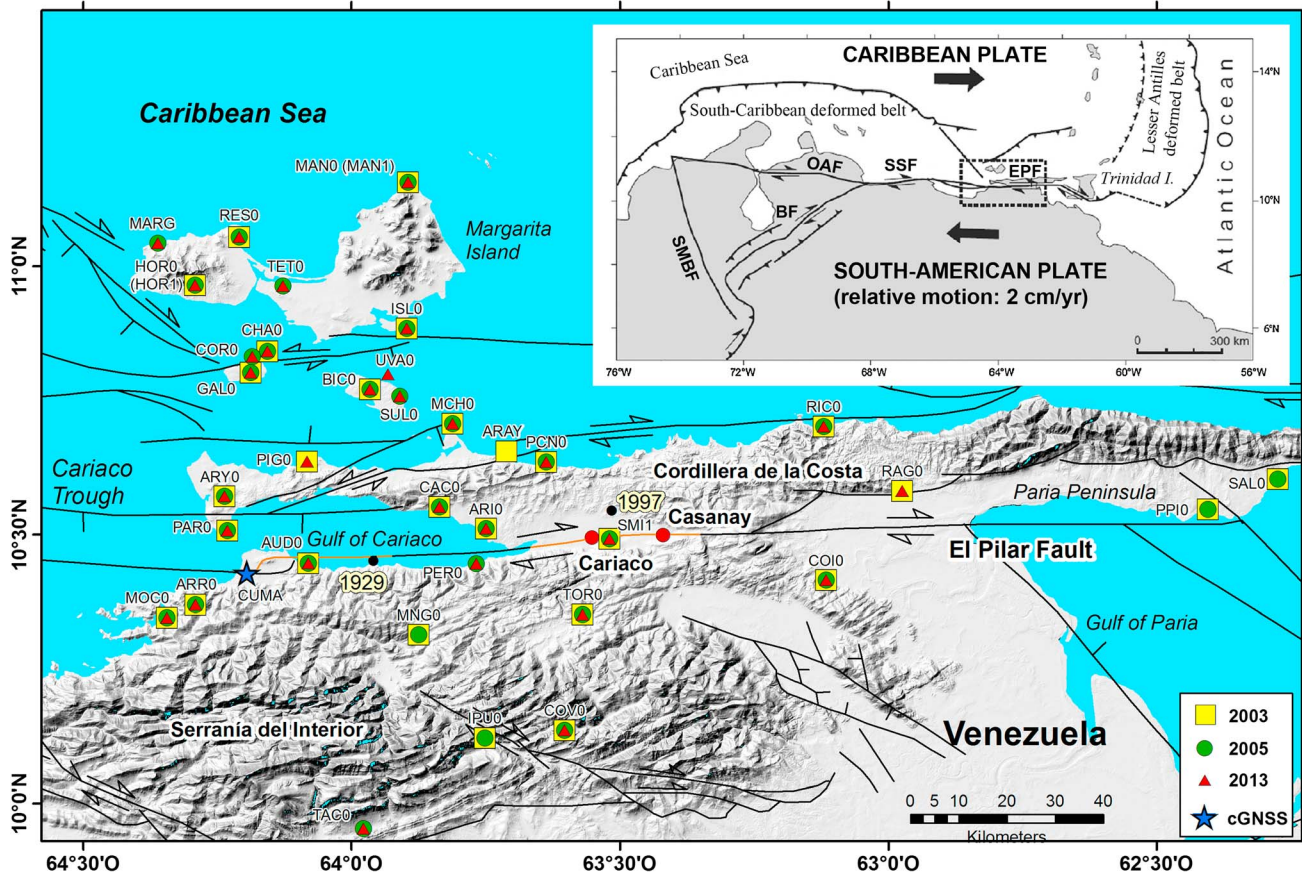 Caribbean Sea
MAN0 (MAN1)
Margarita
Island
MARG
RES0
HOR0
(HOR1)
TET0
ISL0
CHA0
COR0
GAL0
UVA0
BIC0
SUL0
MCH0
ARAY
PCN0
RIC0
PIG0
Cariaco
Trough
ARY0
CAC0
Cordillera de la Costa
RAG0
Paria Peninsula
SAL0
PPI0
PAR0
ARI0
1997
SMI1
Casanay
Gulf of Cariaco
AUD0
El Pilar Fault
Cariaco
PER0
1929
CUMA
COI0
ARR0
MOC0
TOR0
MNG0
Gulf of Paria
Serranía del Interior
IPU0
COV0
Venezuela
TAC0
0 5 10 20 30 40
Kilometers
2003
2005
2013
cGNSS
11°0'N
10°30'N
10°0'N
64°30'O
64°0'O
63°30'O
63°0'O
62°30'O
Caribbean Sea
CARIBBEAN PLATE
South-Caribbean deformed belt
Lesser Antilles
deformed belt
Atlantic Ocean
OAF
SSF
EPF
Trinidad I.
BF
SMBF
SOUTH-AMERICAN PLATE
(relative motion: 2 cm/yr)
0 300 km
14°N
10°N
6°N
76°W
72°W
68°W
64°W
60°W
56°W